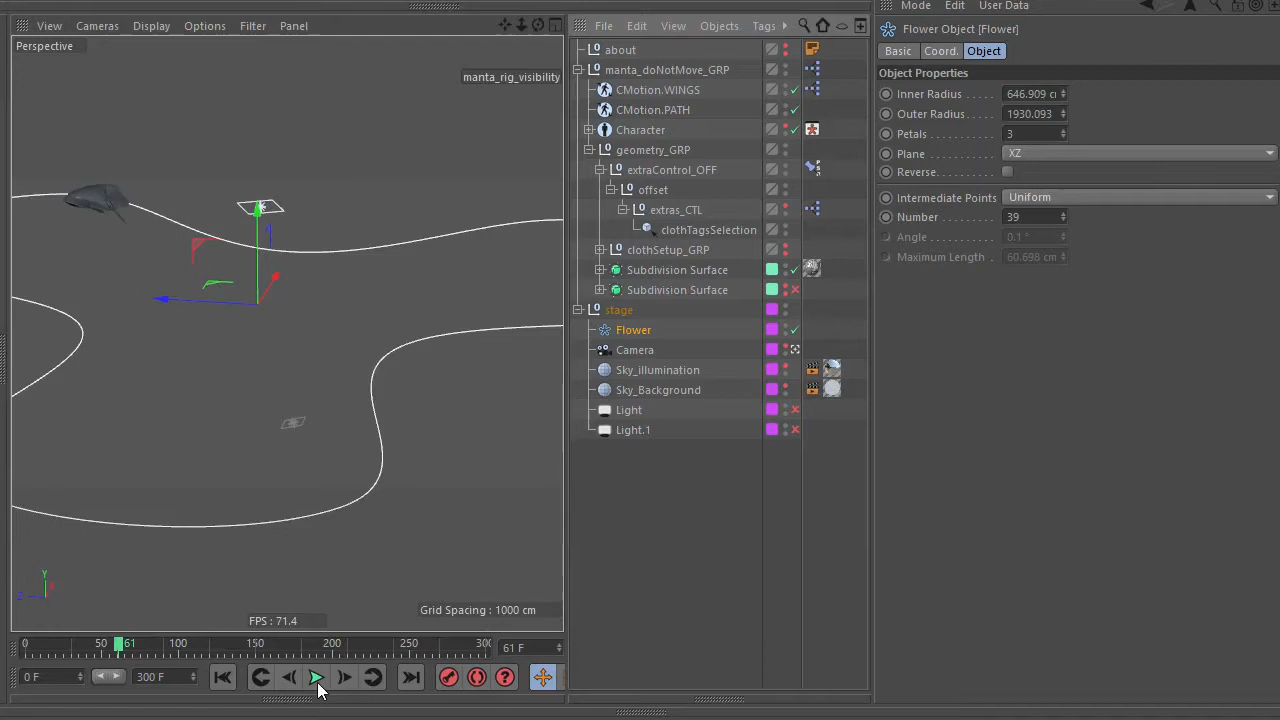 View Cameras Display Options Filter Panel
Perspective
manta_rig_visibility
Grid Spacing : 1000 cm
FPS : 71.4
Y
Z
0 50 61 100 150 200 250 300
61 F
0 F
300 F
File Edit View Objects Tags
about
manta_doNotMove_GRP
CMotion.WINGS
CMotion.PATH
Character
geometry_GRP
extraControl_OFF
offset
extras_CTL
clothTagsSelection
clothSetup_GRP
Subdivision Surface
Subdivision Surface
stage
Flower
Camera
Sky_illumination
Sky_Background
Light
Light.1
Mode Edit User Data
Flower Object [Flower]
Basic Coord. Object
Object Properties
Inner Radius 646.909 c
Outer Radius 1930.093
Petals 3
Plane XZ
Reverse
Intermediate Points Uniform
Number 39
Angle 0.1 °
Maximum Length 60.698 cm